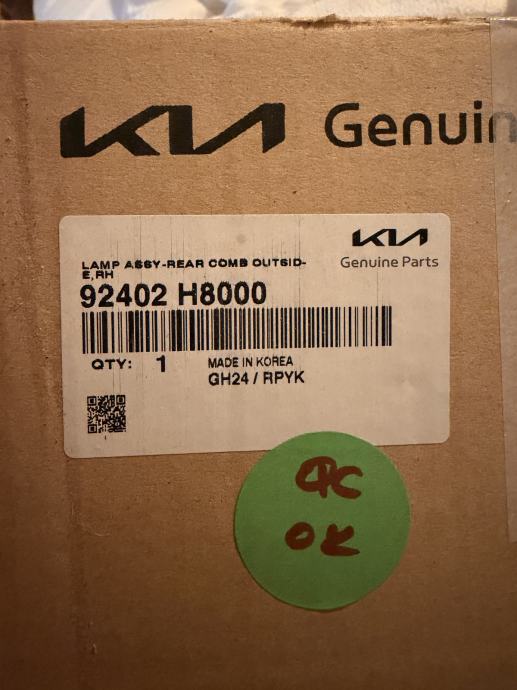 KIA Genuin
KIA
Genuine Parts
LAMP ASSY-REAR COMB OUTSID-
E,RH
92402 H8000
QTY: 1
MADE IN KOREA
GH24 / RPYK
QC
OK